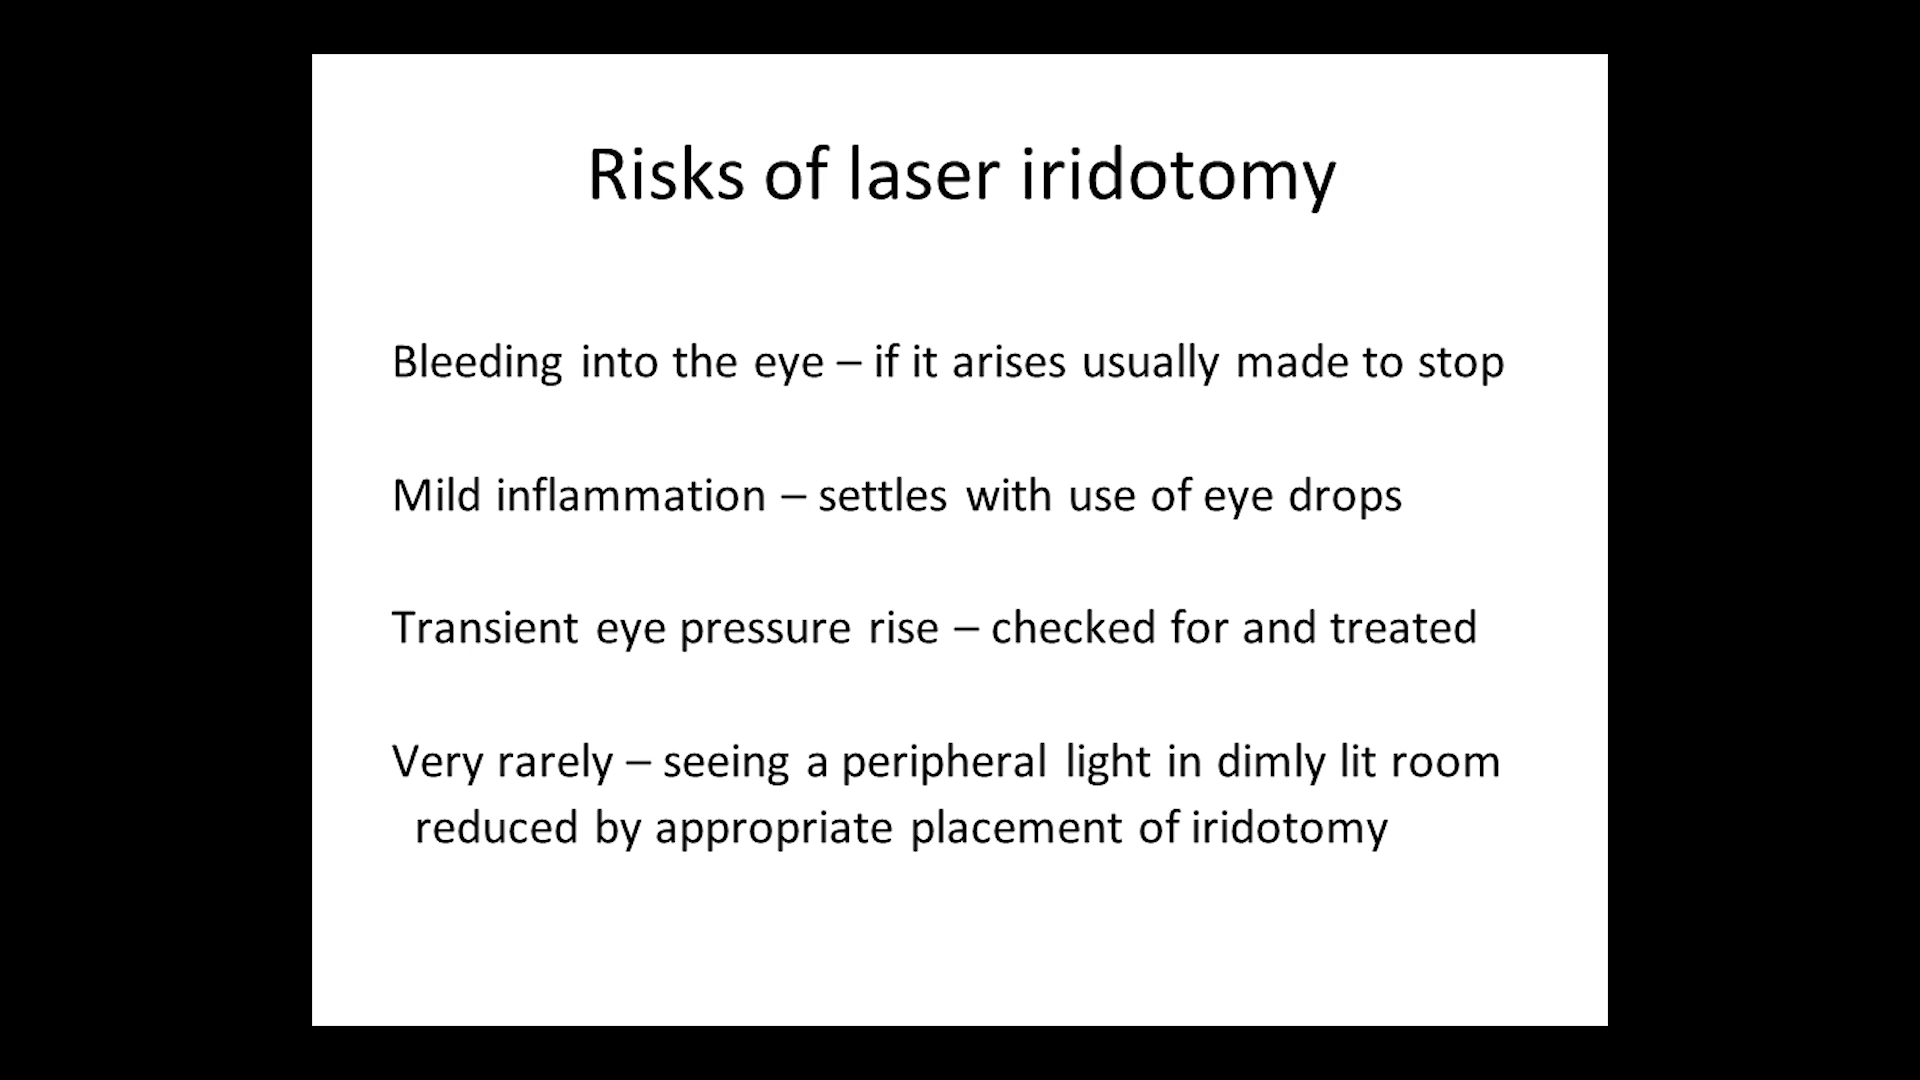 Risks of laser iridotomy
Bleeding into the eye – if it arises usually made to stop
Mild inflammation – settles with use of eye drops
Transient eye pressure rise – checked for and treated
Very rarely – seeing a peripheral light in dimly lit room
reduced by appropriate placement of iridotomy